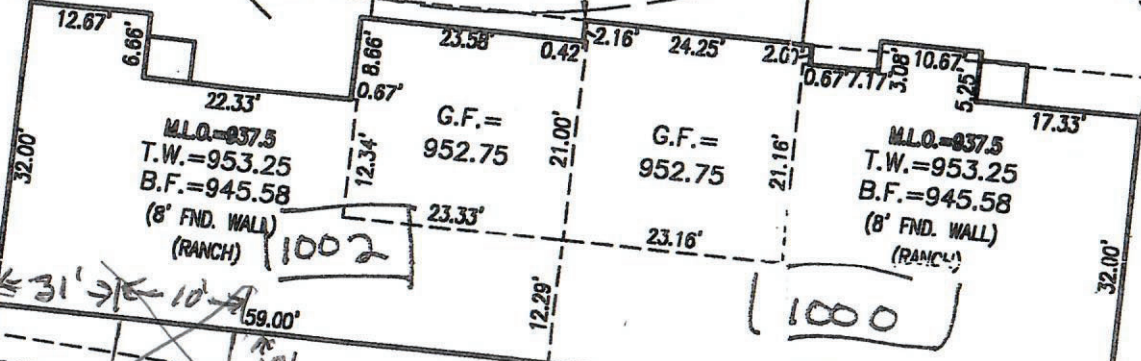 12.67'
6.66'
22.33'
32.00'
M.L.O.=937.5
T.W.=953.25
B.F.=945.58
(8' FND. WALL)
(RANCH)
1002
31'
10'
59.00'
8.66'
0.67'
12.34'
23.58'
0.42'
G.F.=
952.75
21.00'
23.33'
12.29'
2.16'
24.25'
G.F.=
952.75
21.16'
23.16'
0.67'
7.17'
3.08'
10.67'
5.25'
17.33'
M.L.O.=937.5
T.W.=953.25
B.F.=945.58
(8' FND. WALL)
(RANCH)
32.00'
1000